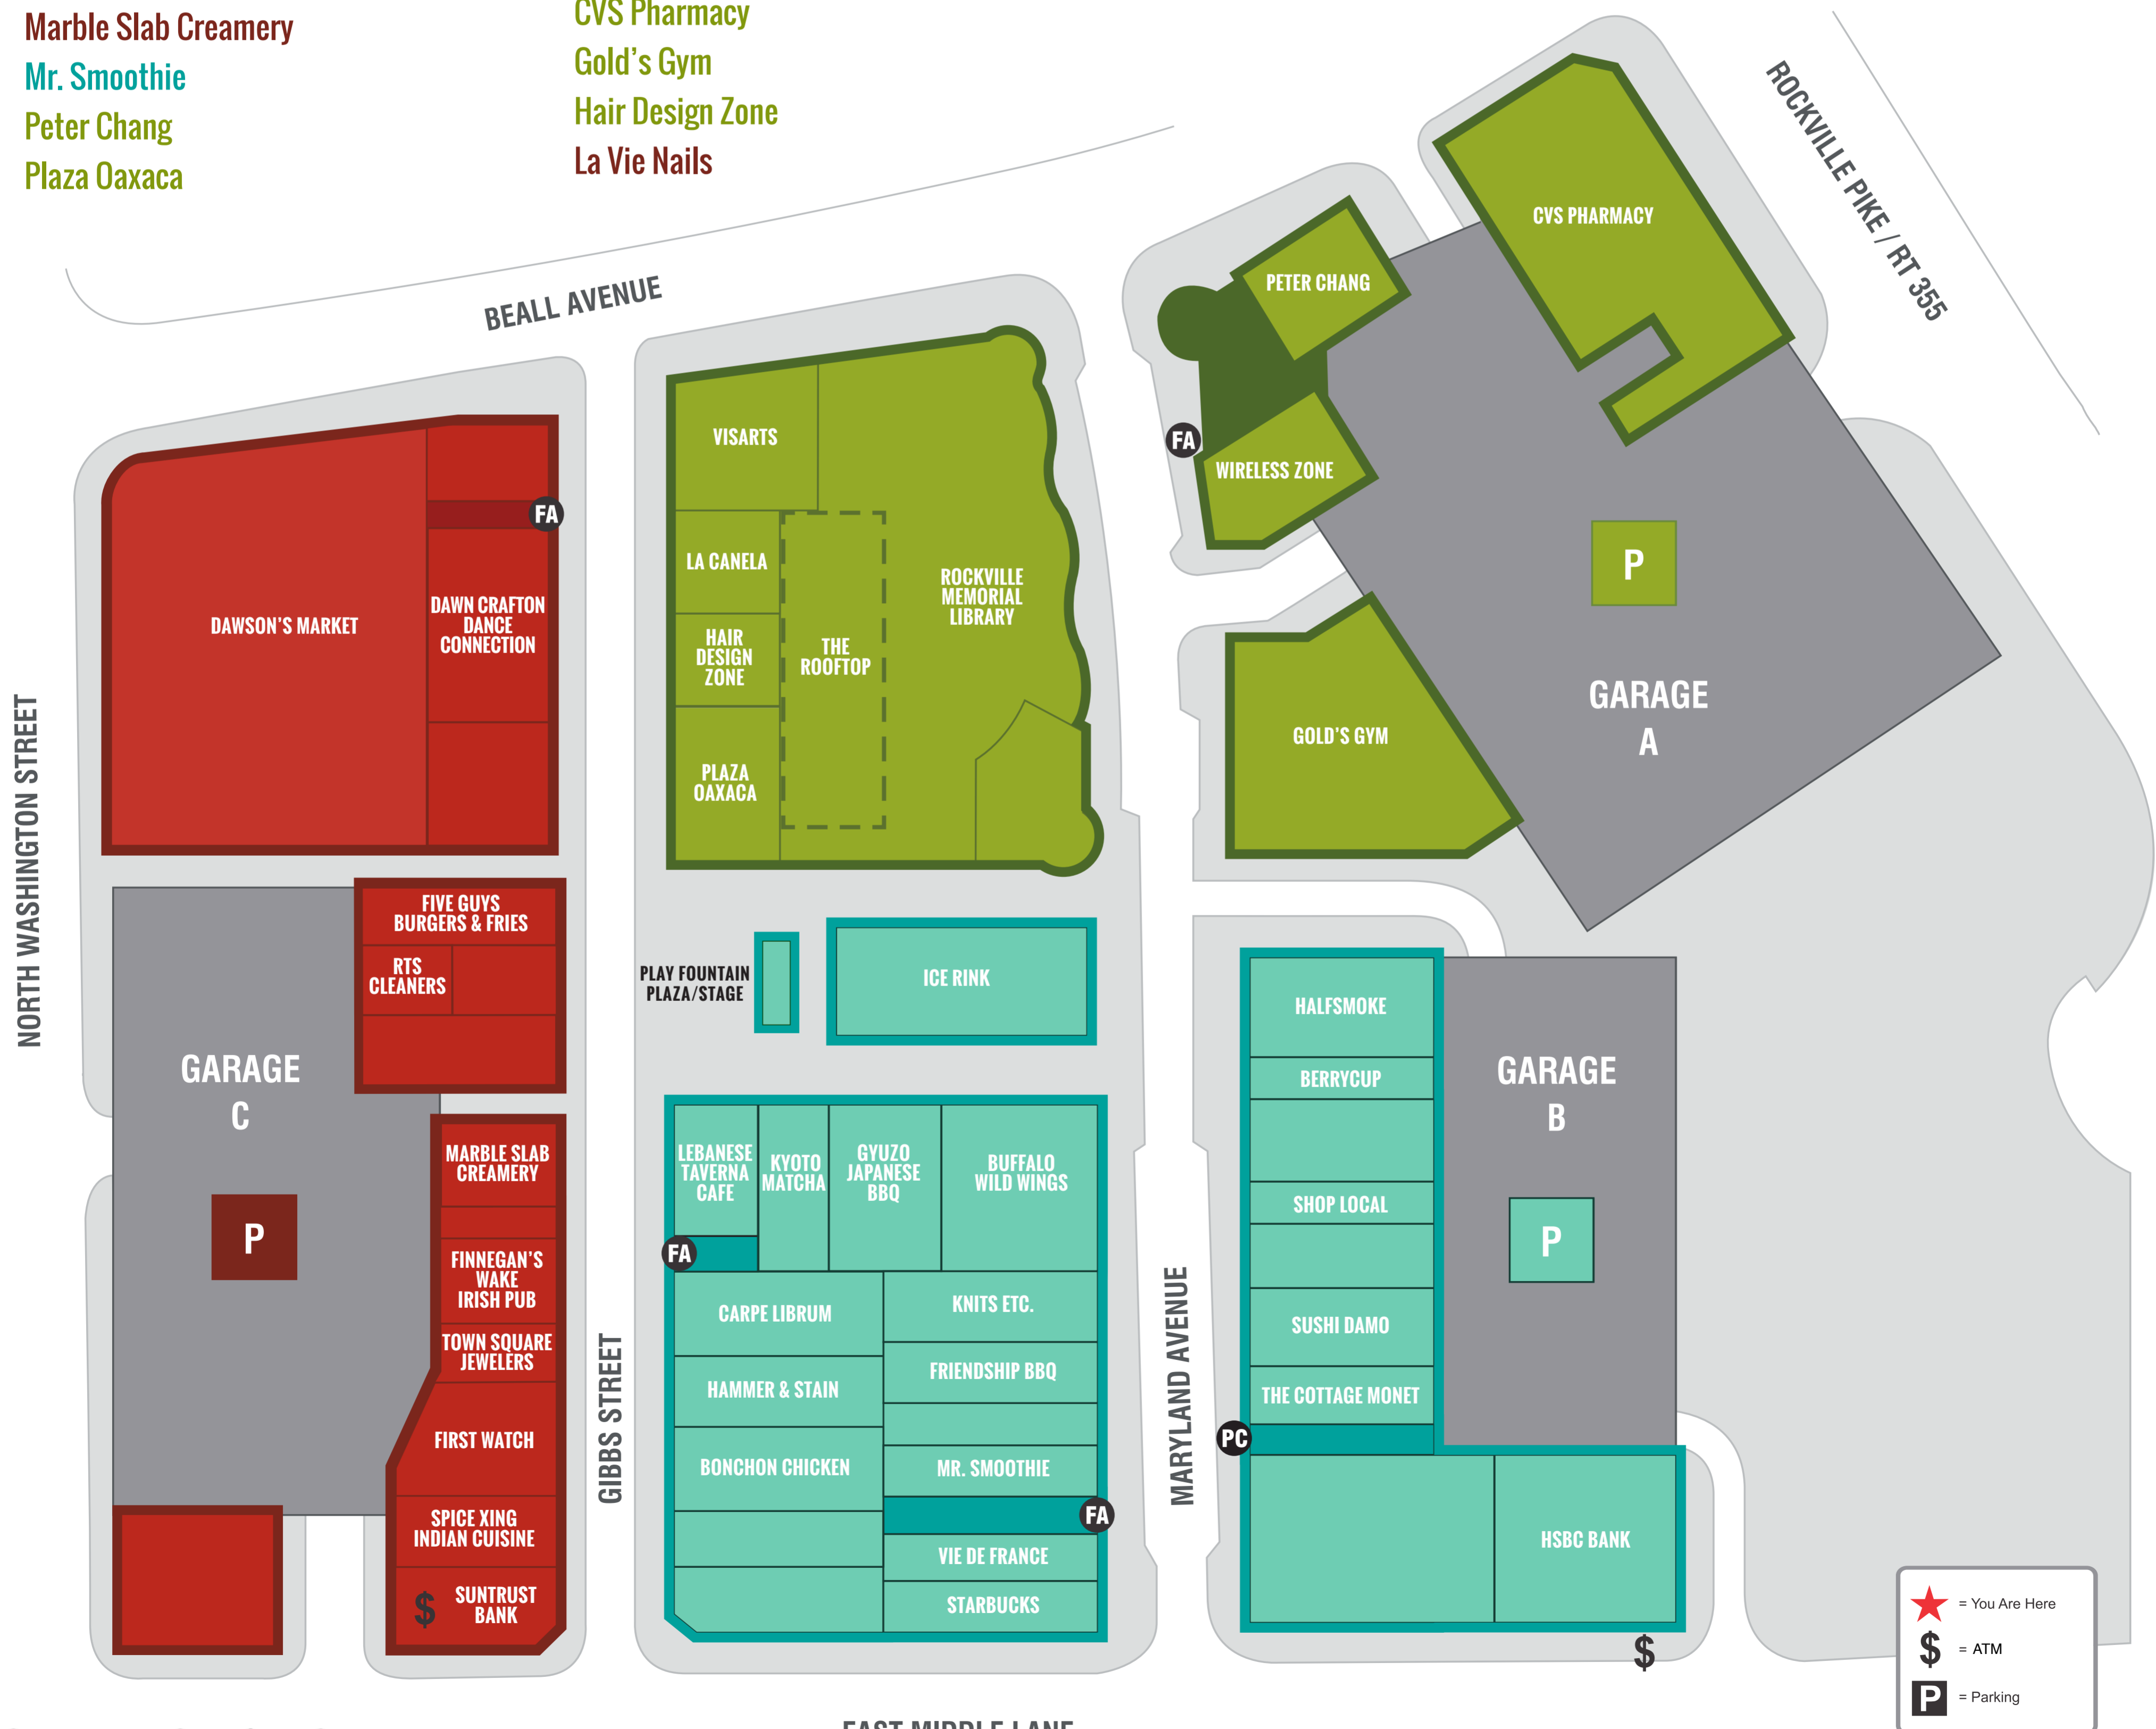 Marble Slab Creamery
Mr. Smoothie
Peter Chang
Plaza Oaxaca
CVS Pharmacy
Gold's Gym
Hair Design Zone
La Vie Nails
BEALL AVENUE
ROCKVILLE PIKE / RT 355
NORTH WASHINGTON STREET
GIBBS STREET
MARYLAND AVENUE
EAST MIDDLE LANE
DAWSON'S MARKET
FA
DAWN CRAFTON
DANCE
CONNECTION
FIVE GUYS
BURGERS & FRIES
RTS
CLEANERS
GARAGE
C
P
MARBLE SLAB
CREAMERY
FINNEGAN'S
WAKE
IRISH PUB
TOWN SQUARE
JEWELERS
FIRST WATCH
SPICE XING
INDIAN CUISINE
$
SUNTRUST
BANK
VISARTS
LA CANELA
HAIR
DESIGN
ZONE
PLAZA
OAXACA
THE
ROOFTOP
ROCKVILLE
MEMORIAL
LIBRARY
PLAY FOUNTAIN
PLAZA/STAGE
ICE RINK
LEBANESE
TAVERNA
CAFE
KYOTO
MATCHA
GYUZO
JAPANESE
BBQ
BUFFALO
WILD WINGS
FA
CARPE LIBRUM
HAMMER & STAIN
BONCHON CHICKEN
KNITS ETC.
FRIENDSHIP BBQ
MR. SMOOTHIE
FA
VIE DE FRANCE
STARBUCKS
PETER CHANG
FA
WIRELESS ZONE
CVS PHARMACY
P
GARAGE
A
GOLD'S GYM
HALFSMOKE
BERRYCUP
SHOP LOCAL
SUSHI DAMO
THE COTTAGE MONET
PC
GARAGE
B
P
HSBC BANK
$
= You Are Here
$ = ATM
P = Parking